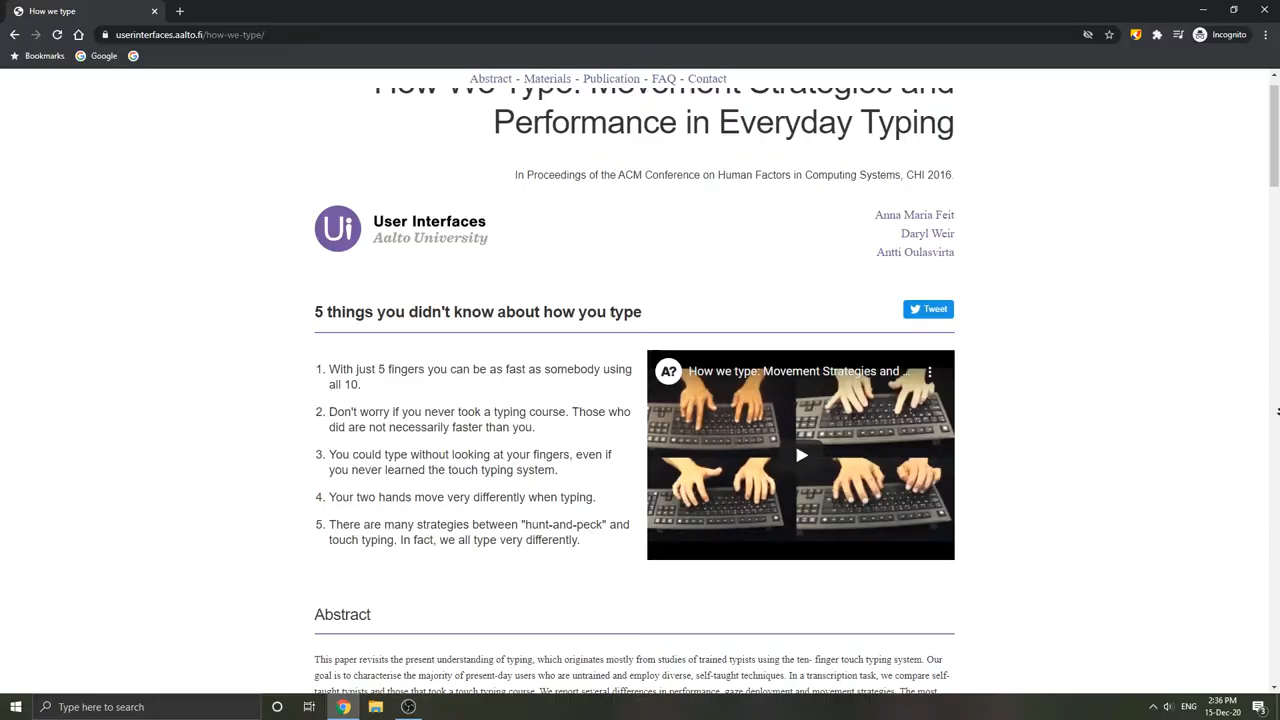 How we type
userinterfaces.aalto.fi/how-we-type/
Incognito
Bookmarks
Google
Abstract - Materials - Publication - FAQ - Contact
How We Type: Movement Strategies and
Performance in Everyday Typing
In Proceedings of the ACM Conference on Human Factors in Computing Systems, CHI 2016.
Ui
User Interfaces
Aalto University
Anna Maria Feit
Daryl Weir
Antti Oulasvirta
5 things you didn't know about how you type
Tweet
1. With just 5 fingers you can be as fast as somebody using
all 10.
2. Don't worry if you never took a typing course. Those who
did are not necessarily faster than you.
3. You could type without looking at your fingers, even if
you never learned the touch typing system.
4. Your two hands move very differently when typing.
5. There are many strategies between "hunt-and-peck" and
touch typing. In fact, we all type very differently.
A?
How we type: Movement Strategies and ...
Abstract
This paper revisits the present understanding of typing, which originates mostly from studies of trained typists using the ten- finger touch typing system. Our
goal is to characterise the majority of present-day users who are untrained and employ diverse, self-taught techniques. In a transcription task, we compare self-
taught typists and those that took a touch typing course. We report several differences in performance, gaze deployment and movement strategies. The most
Type here to search
ENG
2:36 PM
15-Dec-20
3